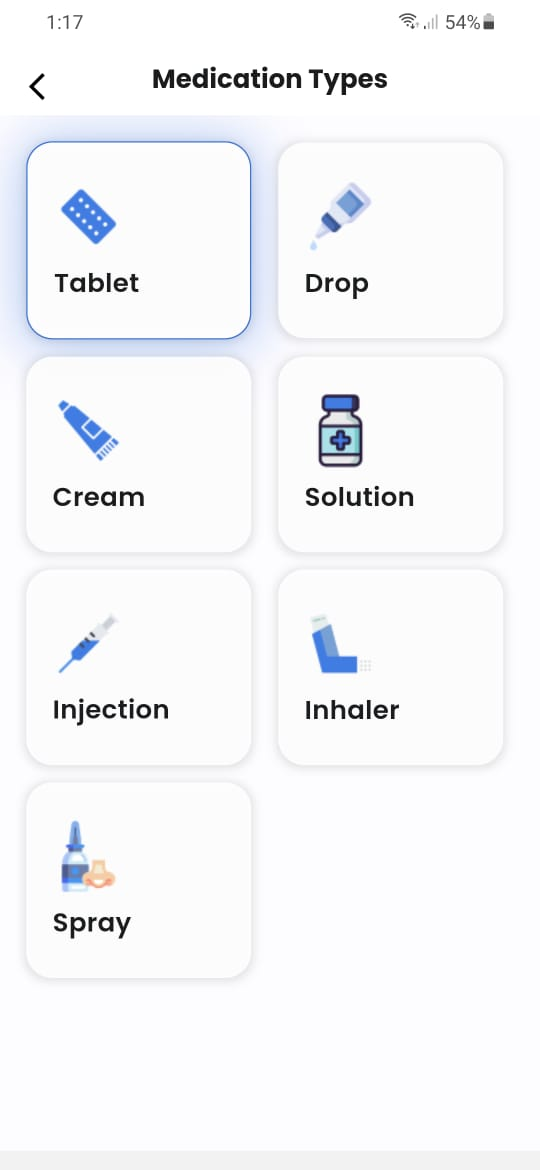 1:17
54%
Medication Types
Tablet
Drop
Cream
Solution
Injection
Inhaler
Spray